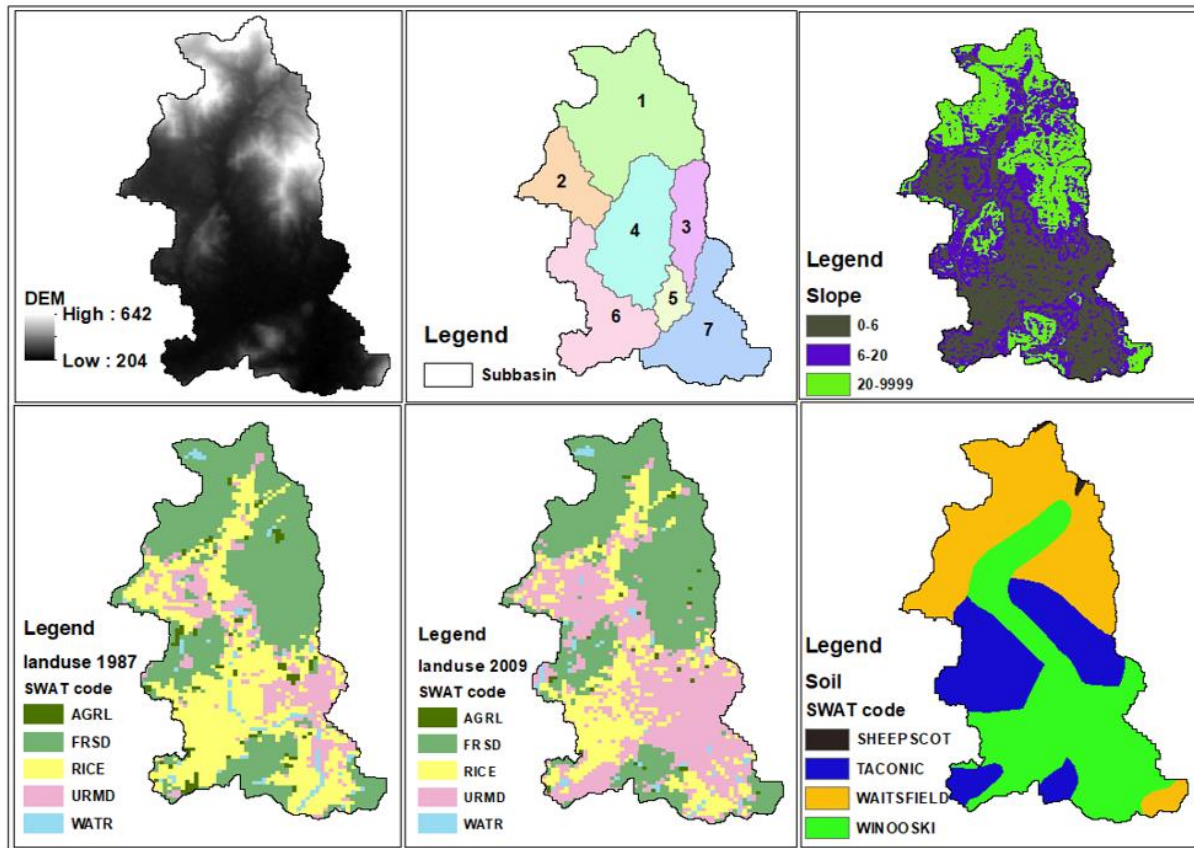 DEM
High : 642
Low : 204
1
2
3
4
5
6
7
Legend
Subbasin
Legend
Slope
0-6
6-20
20-9999
Legend
landuse 1987
SWAT code
AGRL
FRSD
RICE
URMD
WATR
Legend
landuse 2009
SWAT code
AGRL
FRSD
RICE
URMD
WATR
Legend
Soil
SWAT code
SHEEPSCOT
TACONIC
WAITSFIELD
WINOOSKI